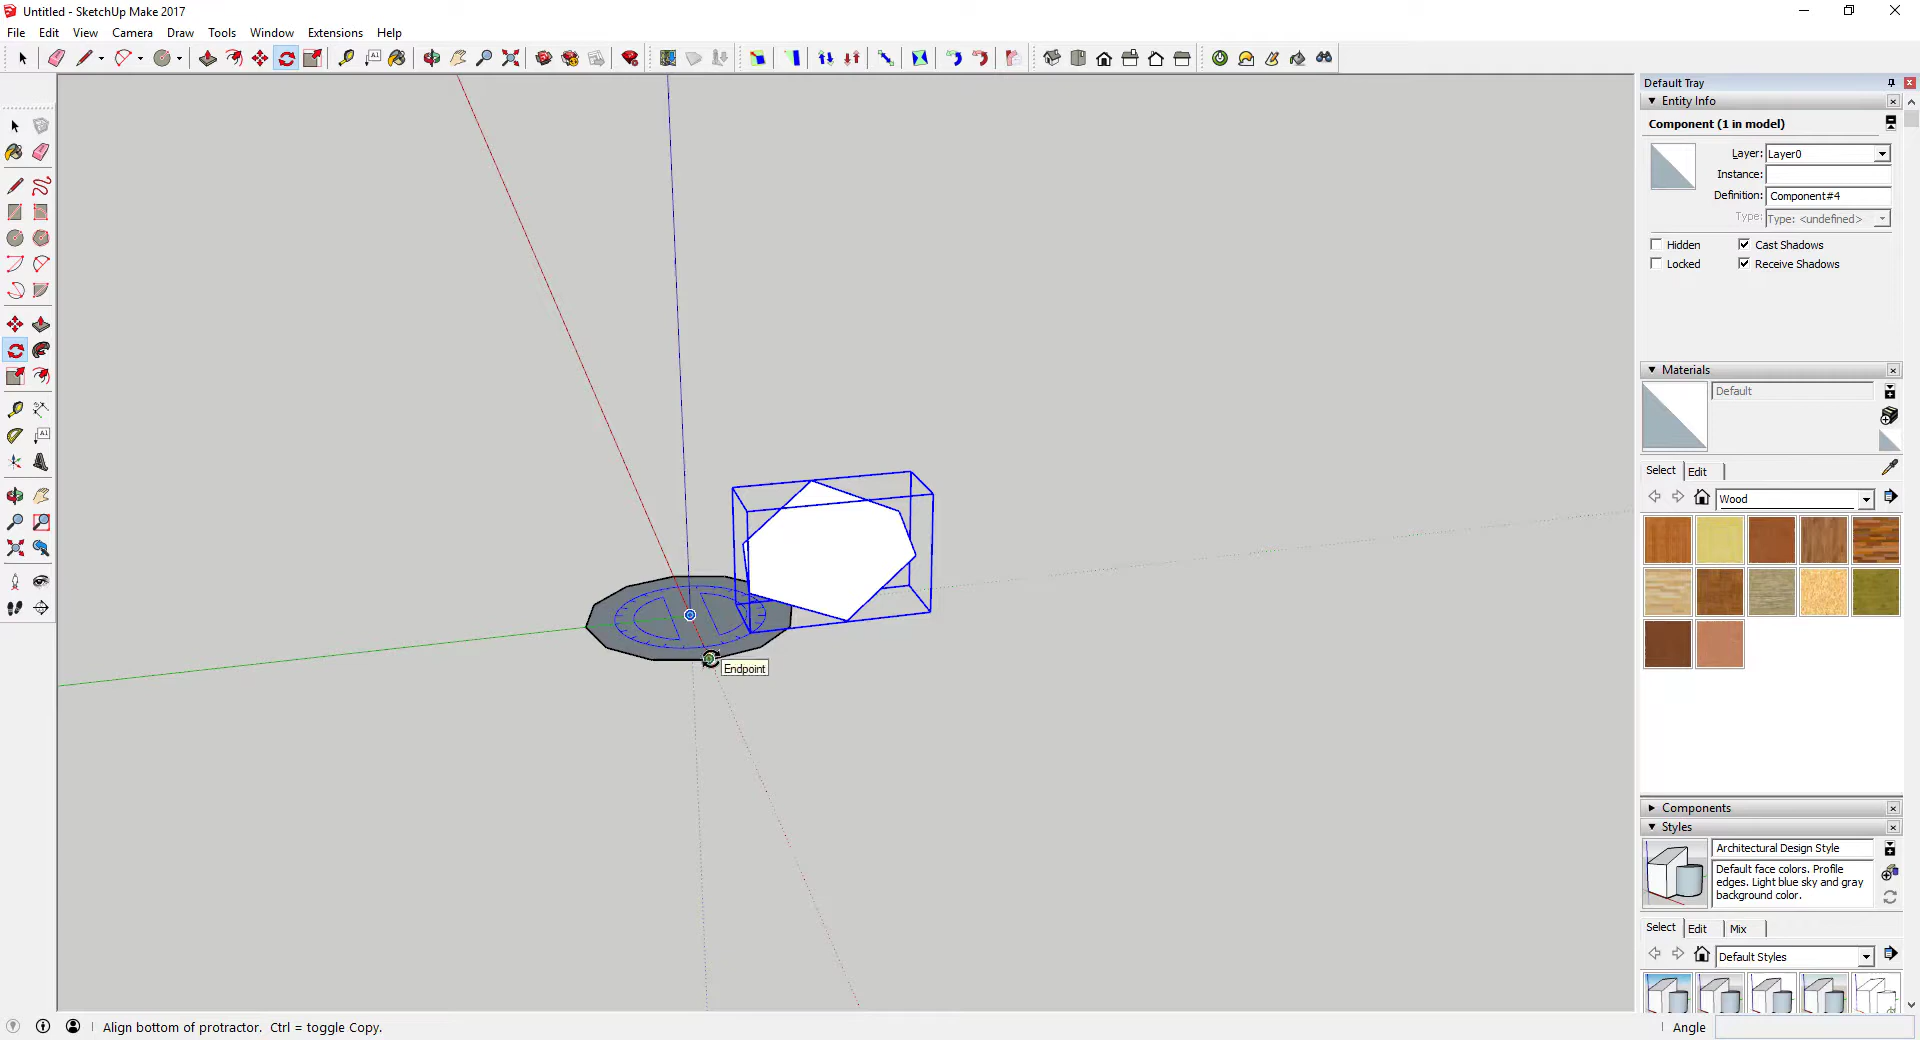 Untitled - SketchUp Make 2017
File Edit View Camera Draw Tools Window Extensions Help
Default Tray
Entity Info
Component (1 in model)
Layer: Layer0
Instance:
Definition: Component#4
Type: Type: <undefined>
Hidden Cast Shadows
Locked Receive Shadows
Materials
Default
Select Edit
Wood
Endpoint
Components
Styles
Architectural Design Style
Default face colors. Profile
edges. Light blue sky and gray
background color.
Select Edit Mix
Default Styles
Align bottom of protractor. Ctrl = toggle Copy.
Angle